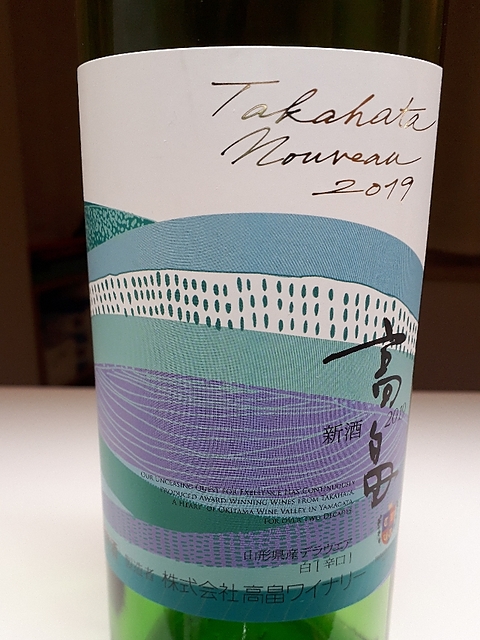 Takahata
Nouveau
2019
高畠
2019
新酒
OUR UNCEASING QUEST FOR EXCELLENCE HAS CONTINUOUSLY
PRODUCED AWARD-WINNING WINES FROM TAKAHATA,
A HEART OF OKITAMA WINE VALLEY IN YAMAGATA
FOR OVER TWO DECADES
山形県産デラウエア
白 辛口
株式会社 高畠ワイナリー